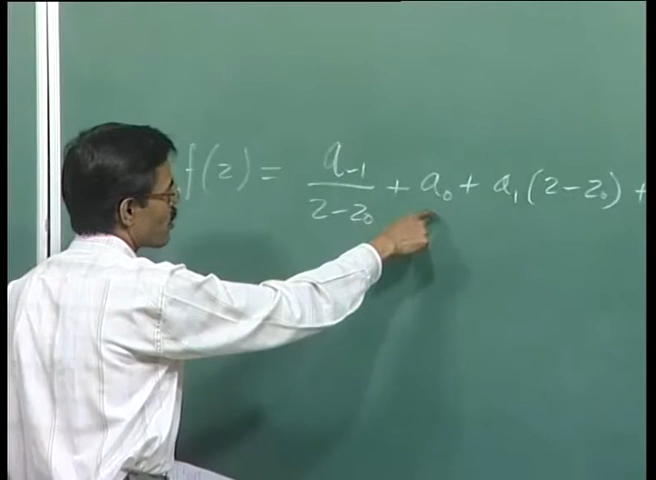 f(z) = a₋₁/(z-z₀) + a₀ + a₁(z-z₀) +